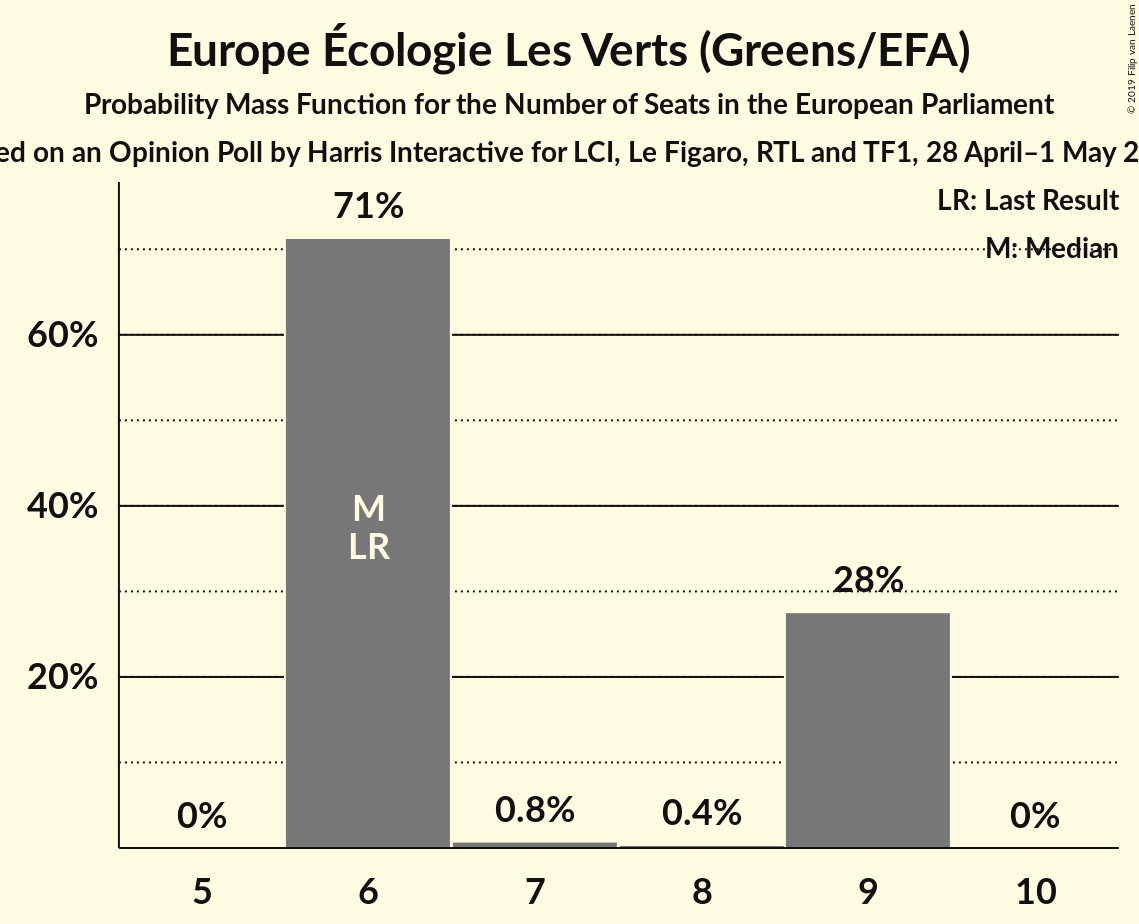 Europe Écologie Les Verts (Greens/EFA)
Probability Mass Function for the Number of Seats in the European Parliament
on an Opinion Poll by Harris Interactive for LCI, Le Figaro, RTL and TF1, 28 April–1 May
© 2019 Filip van Laenen
LR: Last Result
M: Median
71%
60%
40%
20%
M
LR
28%
0%
0.8%
0.4%
0%
5
6
7
8
9
10